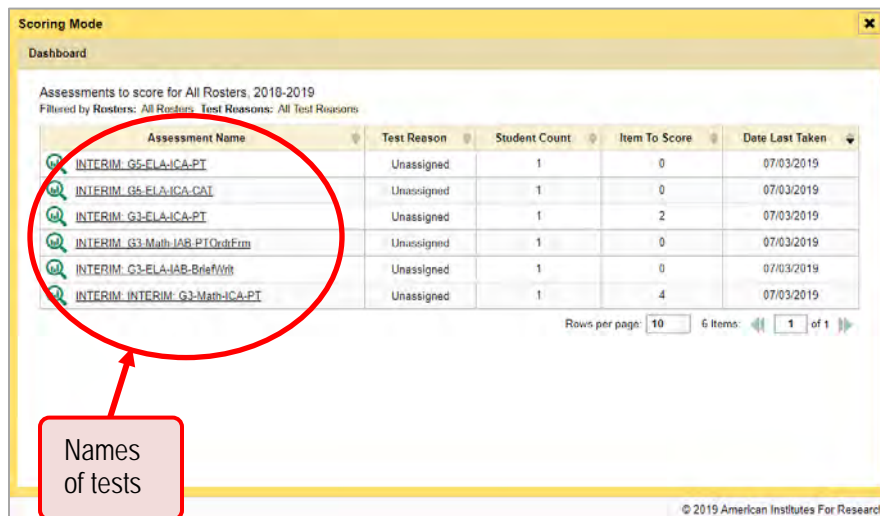 Scoring Mode
Dashboard
Assessments to score for All Rosters, 2018-2019
Filtered by Rosters: All Rosters Test Reasons: All Test Reasons
Assessment Name Test Reason Student Count Item To Score Date Last Taken
INTERIM: G5-ELA-ICA-PT Unassigned 1 0 07/03/2019
INTERIM: G5-ELA-ICA-CAT Unassigned 1 0 07/03/2019
INTERIM: G3-ELA-ICA-PT Unassigned 1 2 07/03/2019
INTERIM: G3-Math-IAB-PTOrdrFrm Unassigned 1 0 07/03/2019
INTERIM: G3-ELA-IAB-BriefWrit Unassigned 1 0 07/03/2019
INTERIM: INTERIM: G3-Math-ICA-PT Unassigned 1 4 07/03/2019
Rows per page: 10 6 Items: 1 of 1
Names
of tests
© 2019 American Institutes For Research